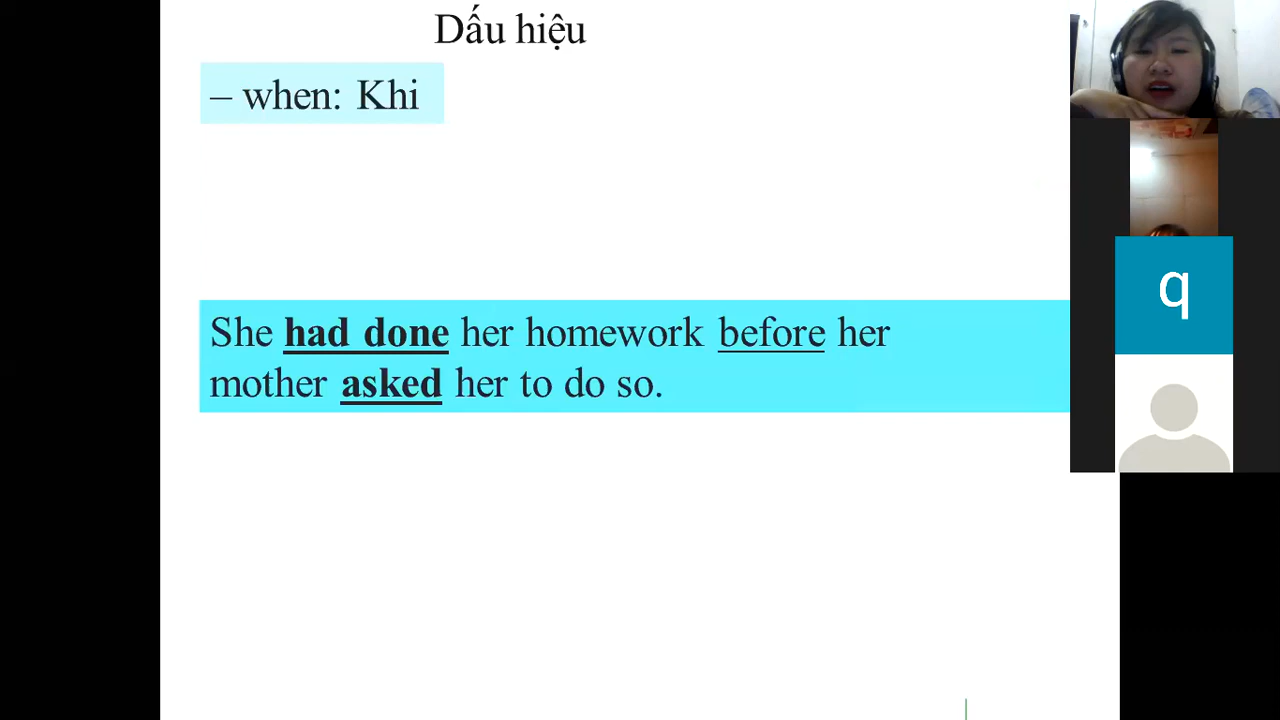 Dấu hiệu
– when: Khi
She had done her homework before her
mother asked her to do so.
q